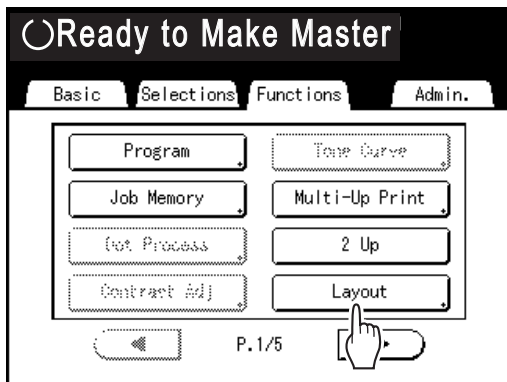 Ready to Make Master
Basic Selections Functions Admin.
Program Tone Curve
Job Memory Multi-Up Print
Dot Process 2 Up
Contrast Adj Layout
P.1/5